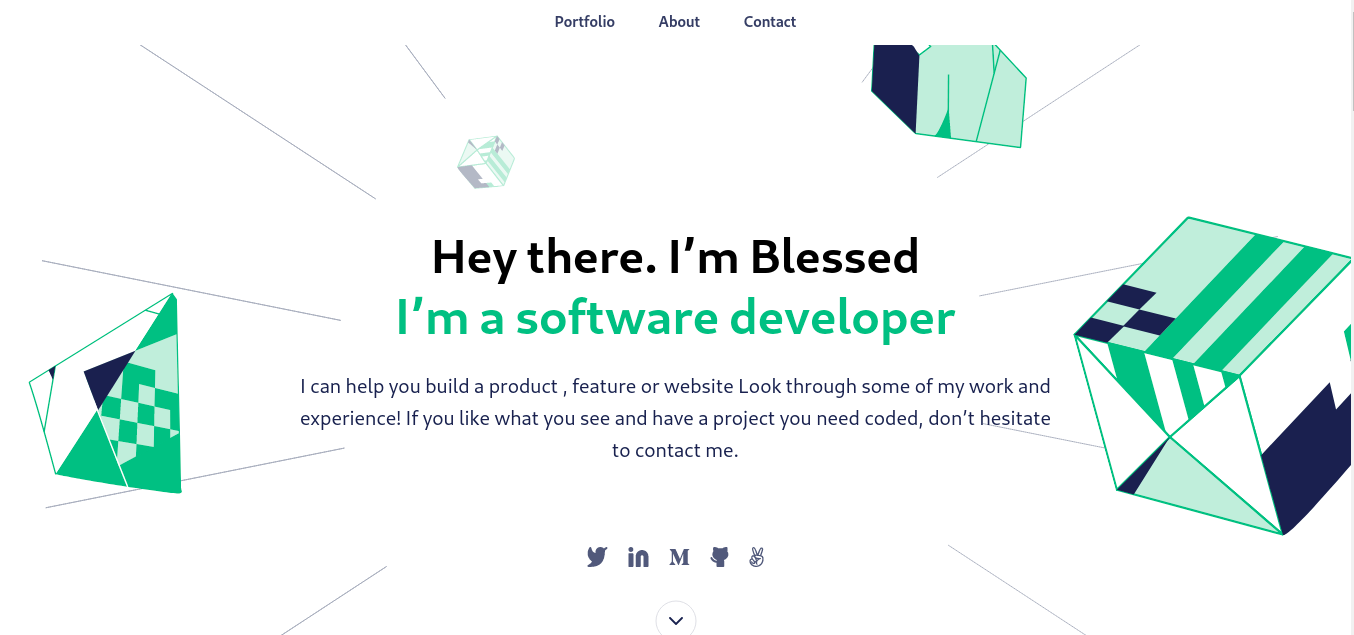 Portfolio About Contact
Hey there. I’m Blessed
I’m a software developer
I can help you build a product , feature or website Look through some of my work and
experience! If you like what you see and have a project you need coded, don’t hesitate
to contact me.